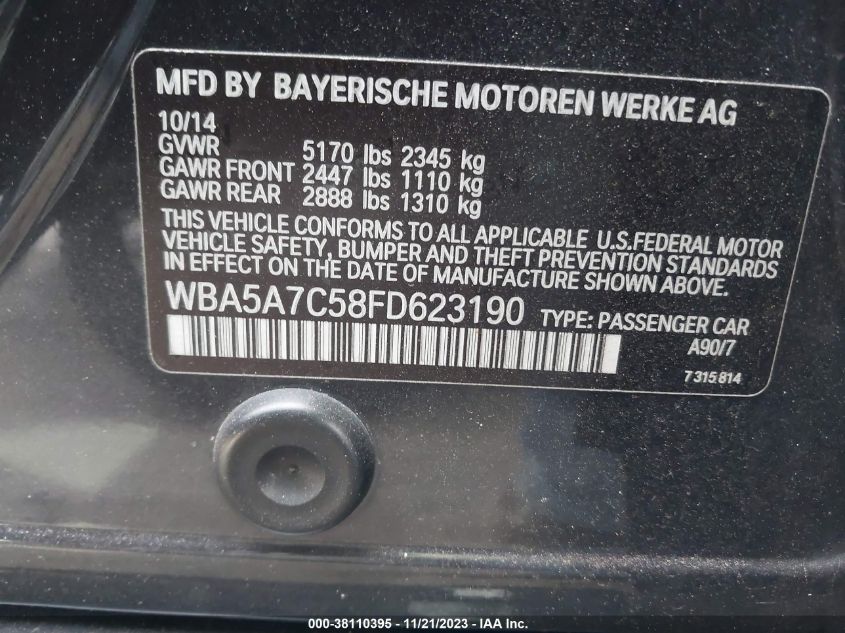 MFD BY BAYERISCHE MOTOREN WERKE AG
10/14
GVWR 5170 lbs 2345 kg
GAWR FRONT 2447 lbs 1110 kg
GAWR REAR 2888 lbs 1310 kg
THIS VEHICLE CONFORMS TO ALL APPLICABLE U.S.FEDERAL MOTOR
VEHICLE SAFETY, BUMPER AND THEFT PREVENTION STANDARDS
IN EFFECT ON THE DATE OF MANUFACTURE SHOWN ABOVE.
WBA5A7C58FD623190 TYPE: PASSENGER CAR
A90/7
7315814
000-38110395 - 11/21/2023 - IAA Inc.